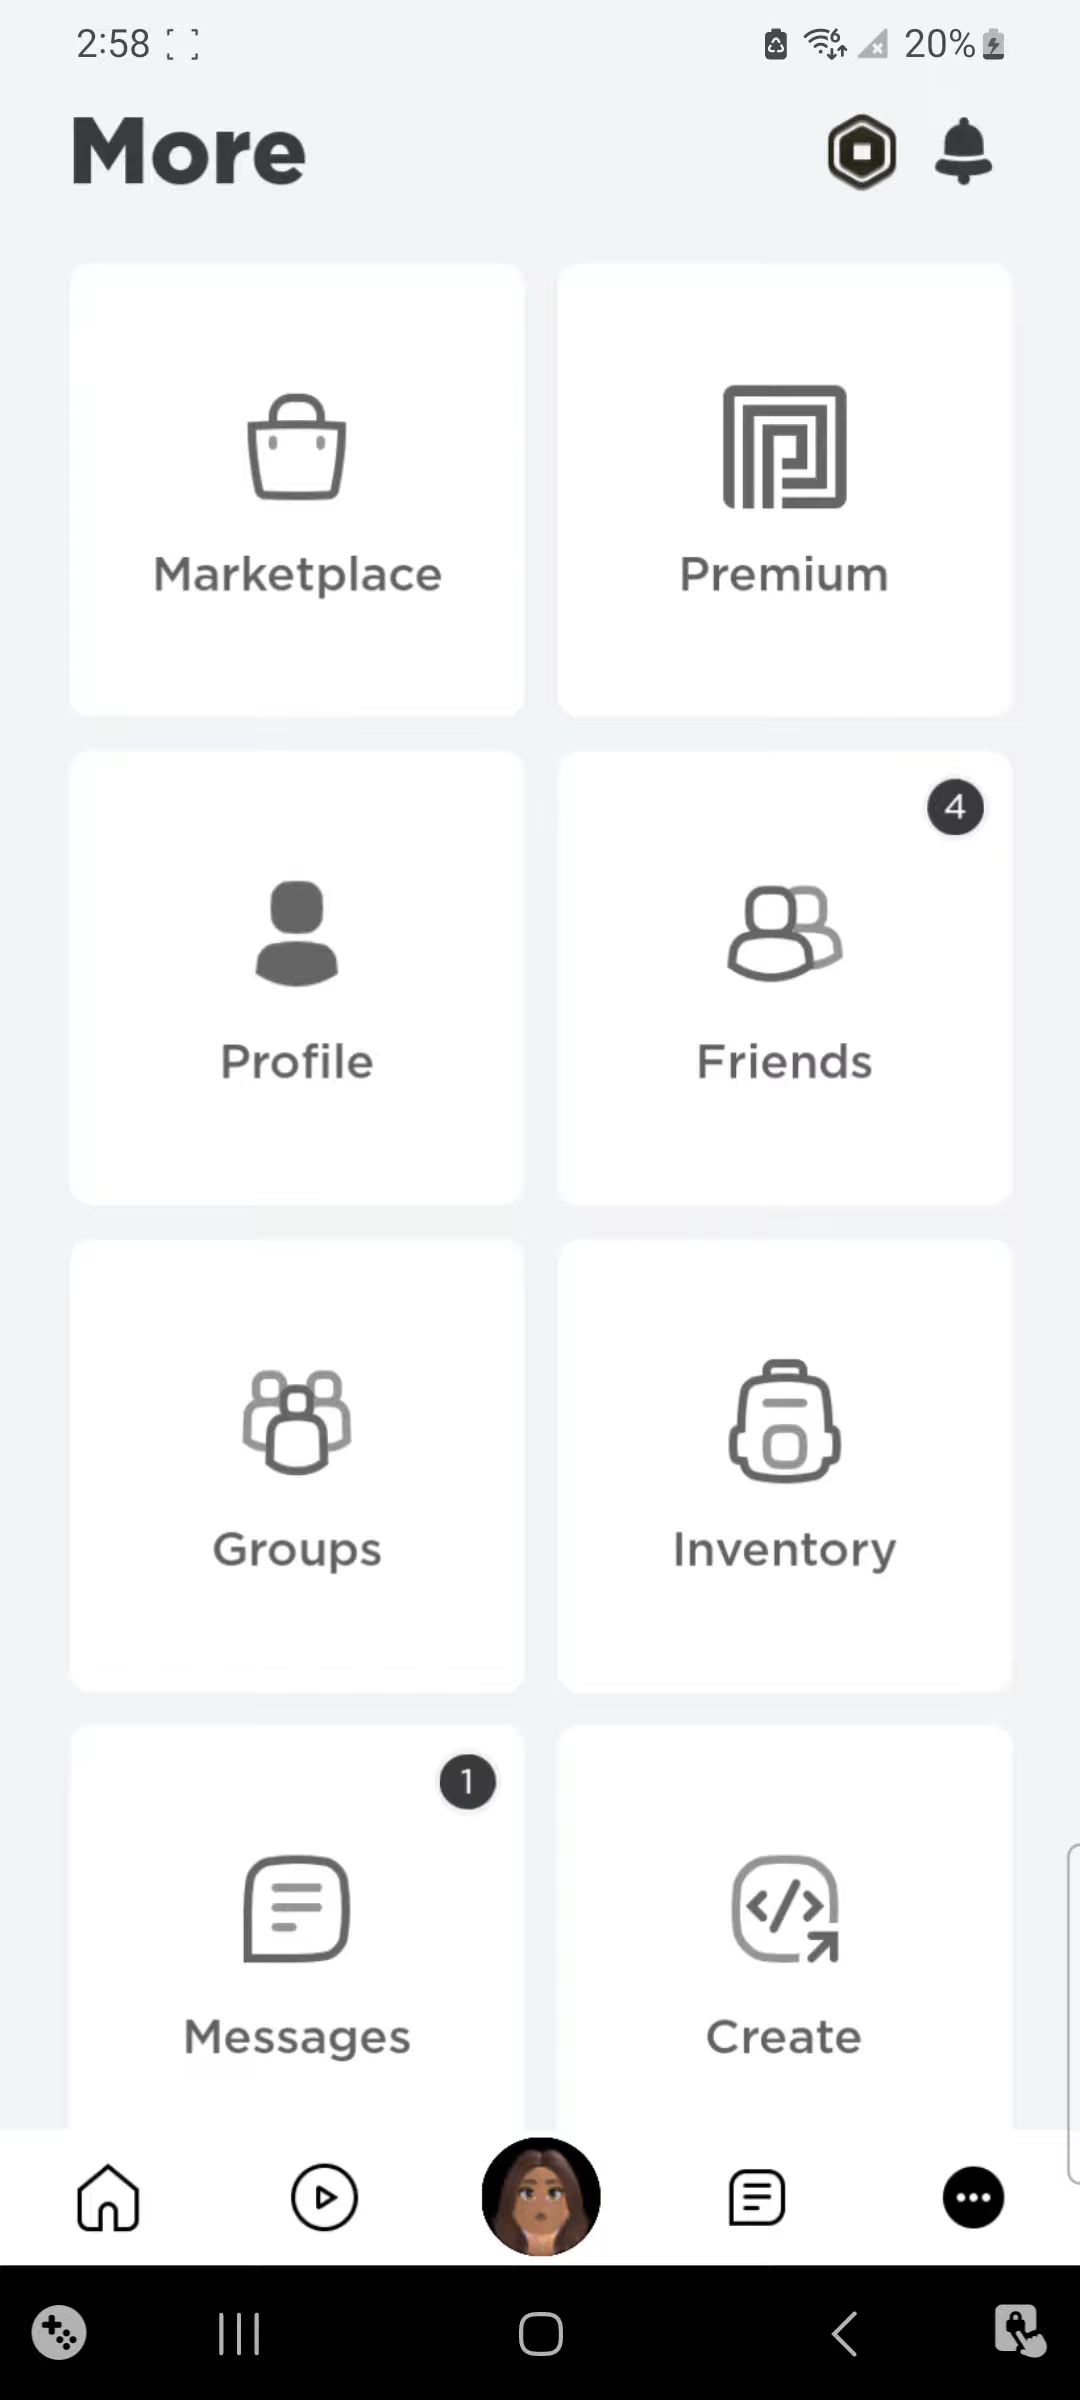 2:58 20%
More
Marketplace Premium
4
Profile Friends
Groups Inventory
1
Messages Create